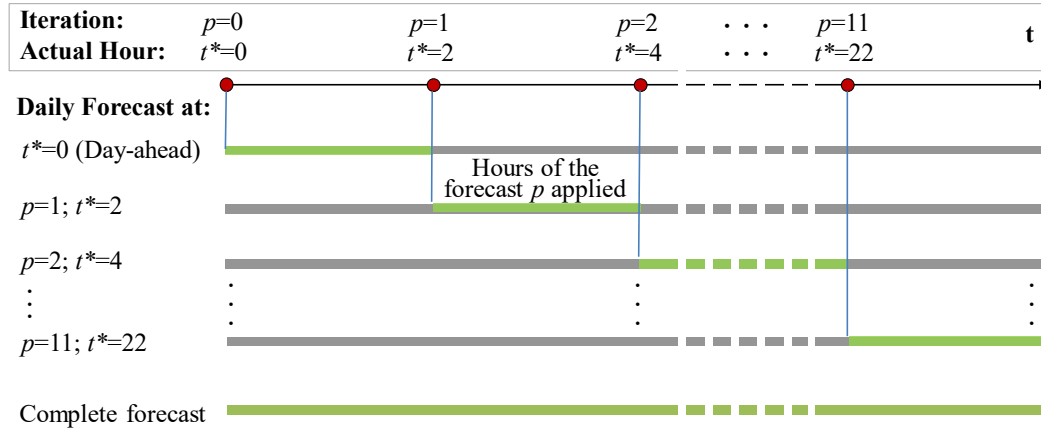 Iteration: p=0 p=1 p=2 . . . p=11
Actual Hour: t*=0 t*=2 t*=4 . . . t*=22 t
Daily Forecast at:
t*=0 (Day-ahead)
Hours of the
forecast p applied
p=1; t*=2
p=2; t*=4
p=11; t*=22
Complete forecast